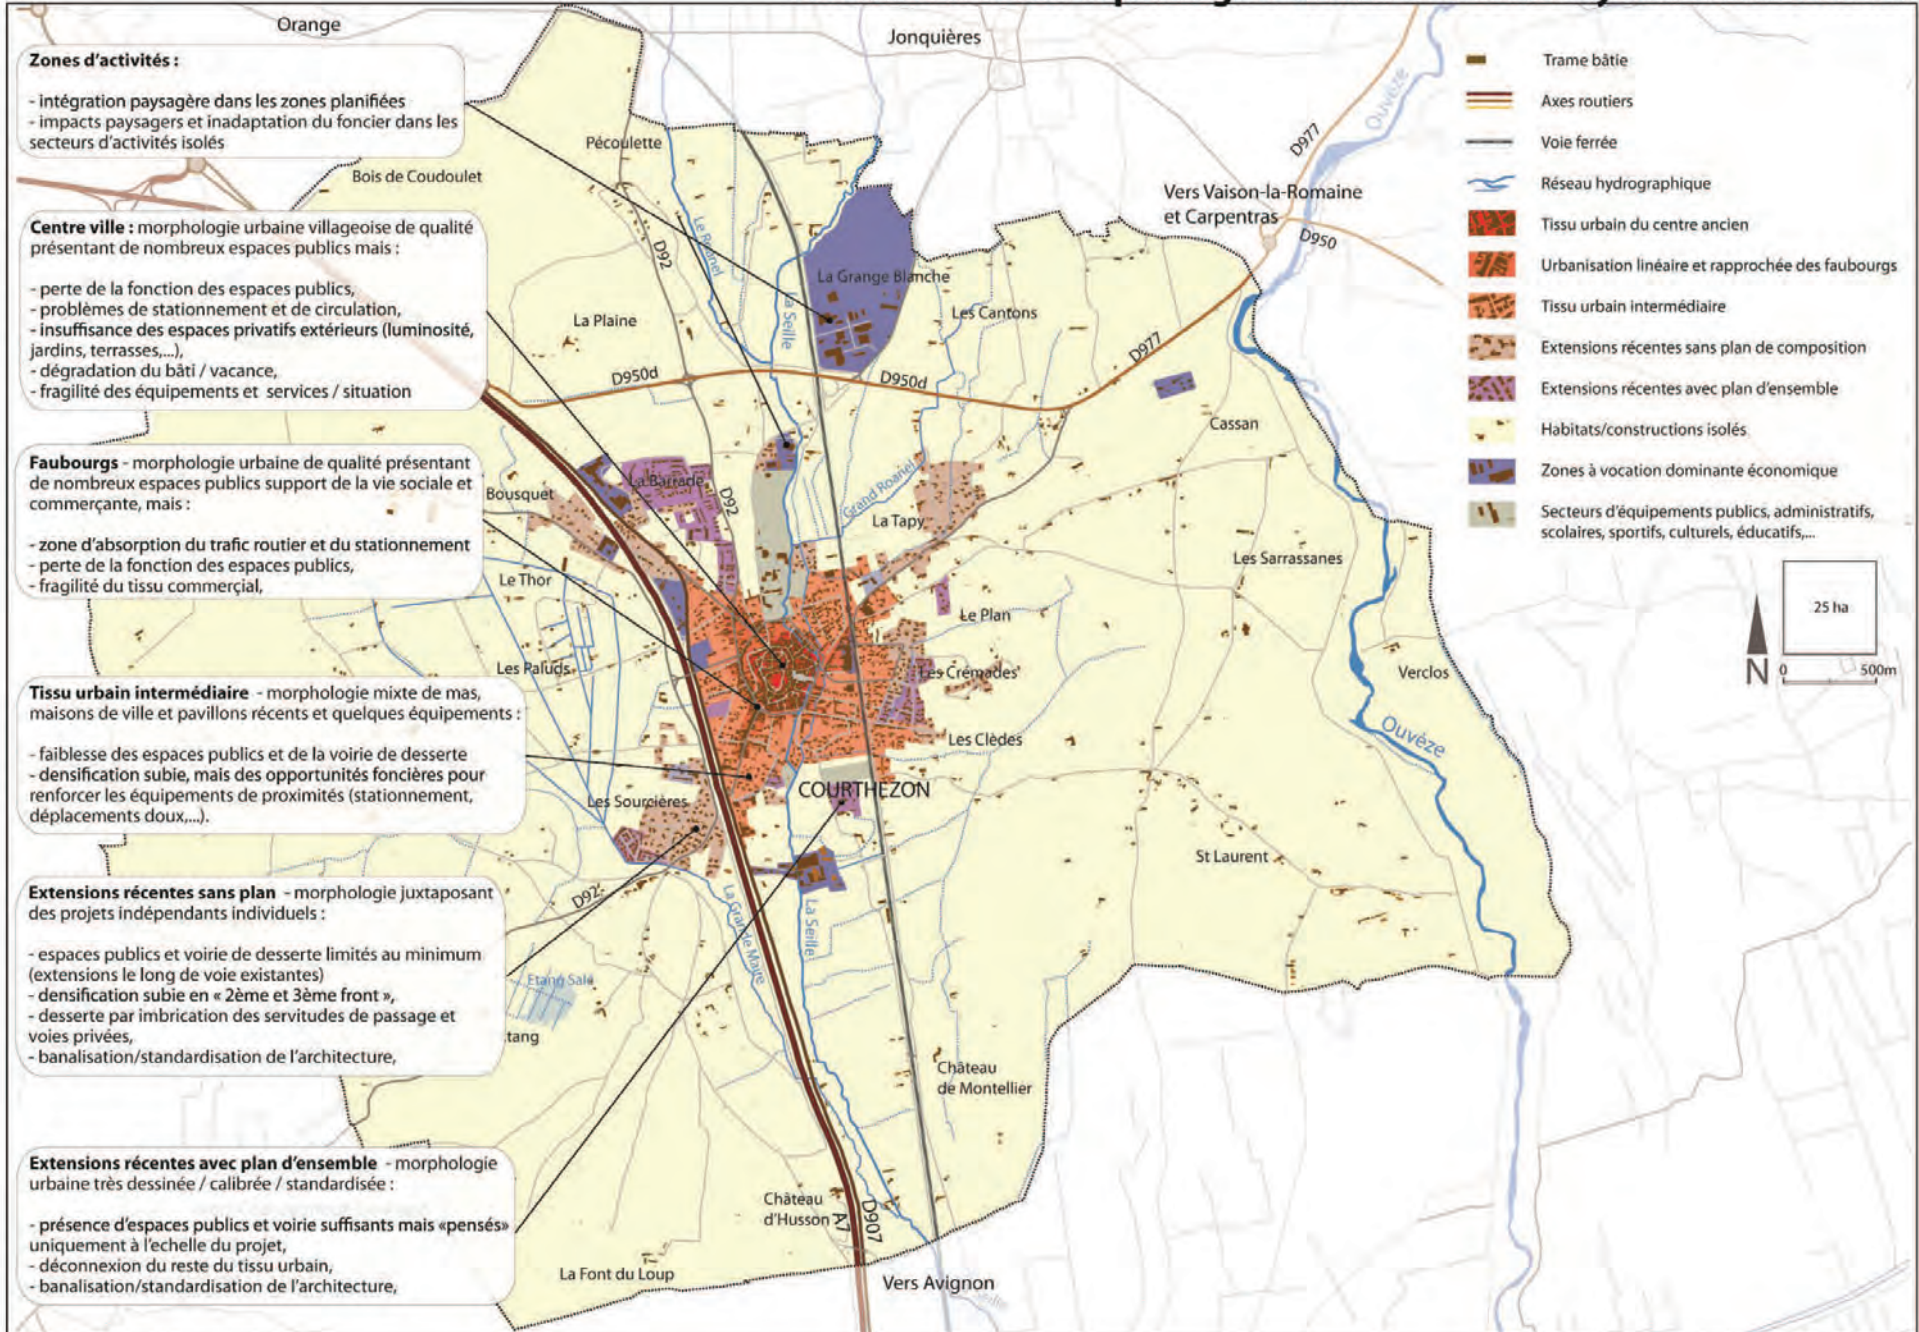 Orange
Jonquières
Zones d'activités :
- intégration paysagère dans les zones planifiées
- impacts paysagers et inadaptation du foncier dans les
secteurs d'activités isolés
Centre ville : morphologie urbaine villageoise de qualité
présentant de nombreux espaces publics mais :
- perte de la fonction des espaces publics,
- problèmes de stationnement et de circulation,
- insuffisance des espaces privatifs extérieurs (luminosité,
jardins, terrasses,...),
- dégradation du bâti / vacance,
- fragilité des équipements et services / situation
Faubourgs - morphologie urbaine de qualité présentant
de nombreux espaces publics support de la vie sociale et
commerçante, mais :
- zone d'absorption du trafic routier et du stationnement
- perte de la fonction des espaces publics,
- fragilité du tissu commerçial,
Tissu urbain intermédiaire - morphologie mixte de mas,
maisons de ville et pavillons récents et quelques équipements :
- faiblesse des espaces publics et de la voirie de desserte
- densification subie, mais des opportunités foncières pour
renforcer les équipements de proximités (stationnement,
déplacements doux,...).
Extensions récentes sans plan - morphologie juxtaposant
des projets indépendants individuels :
- espaces publics et voirie de desserte limités au minimum
(extensions le long de voie existantes)
- densification subie en « 2ème et 3ème front »,
- desserte par imbrication des servitudes de passage et
voies privées,
- banalisation/standardisation de l'architecture,
Extensions récentes avec plan d'ensemble - morphologie
urbaine très dessinée / calibrée / standardisée :
- présence d'espaces publics et voirie suffisants mais «pensés»
uniquement à l'echelle du projet,
- déconnexion du reste du tissu urbain,
- banalisation/standardisation de l'architecture,
Pécoulette
Bois de Coudoulet
Le Roanel
D92
La Grange Blanche
La Seille
La Plaine
Les Cantons
D950d
D950d
D977
D977
Ouvèze
Vers Vaison-la-Romaine
et Carpentras
D950
Cassan
Bousquet
La Barrade
D92
Grand Roanel
La Tapy
Les Sarrassanes
Le Thor
Le Plan
Les Paluds
Les Crémades
Verclos
Les Clèdes
Ouvèze
COURTHEZON
Les Sourcières
St Laurent
D92
La Grande Maire
La Seille
Etang Salé
tang
Château
de Montellier
Château
d'Husson
A7
D907
La Font du Loup
Vers Avignon
Trame bâtie
Axes routiers
Voie ferrée
Réseau hydrographique
Tissu urbain du centre ancien
Urbanisation linéaire et rapprochée des faubourgs
Tissu urbain intermédiaire
Extensions récentes sans plan de composition
Extensions récentes avec plan d'ensemble
Habitats/constructions isolés
Zones à vocation dominante économique
Secteurs d'équipements publics, administratifs,
scolaires, sportifs, culturels, éducatifs,...
25 ha
N
0 500m